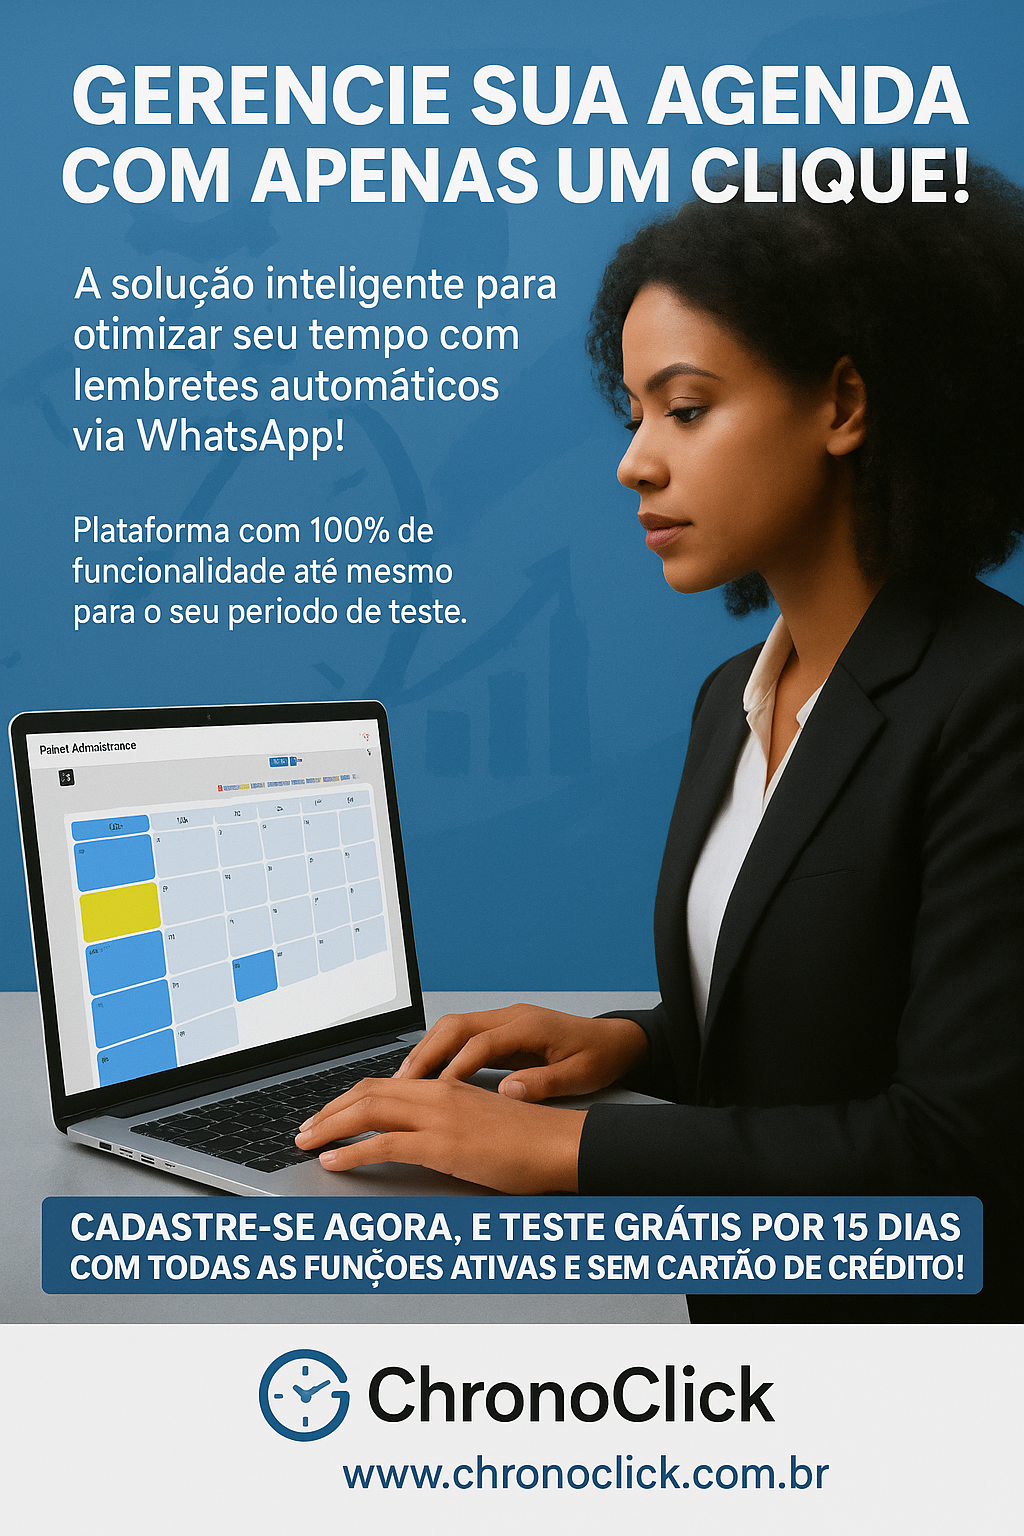 GERENCIE SUA AGENDA
COM APENAS UM CLIQUE!
A solução inteligente para
otimizar seu tempo com
lembretes automáticos
via WhatsApp!
Plataforma com 100% de
funcionalidade até mesmo
para o seu periodo de teste.
Painet Admaistrance
CADASTRE-SE AGORA, E TESTE GRÁTIS POR 15 DIAS
COM TODAS AS FUNÇOES ATIVAS E SEM CARTÃO DE CRÉDITO!
ChronoClick
www.chronoclick.com.br